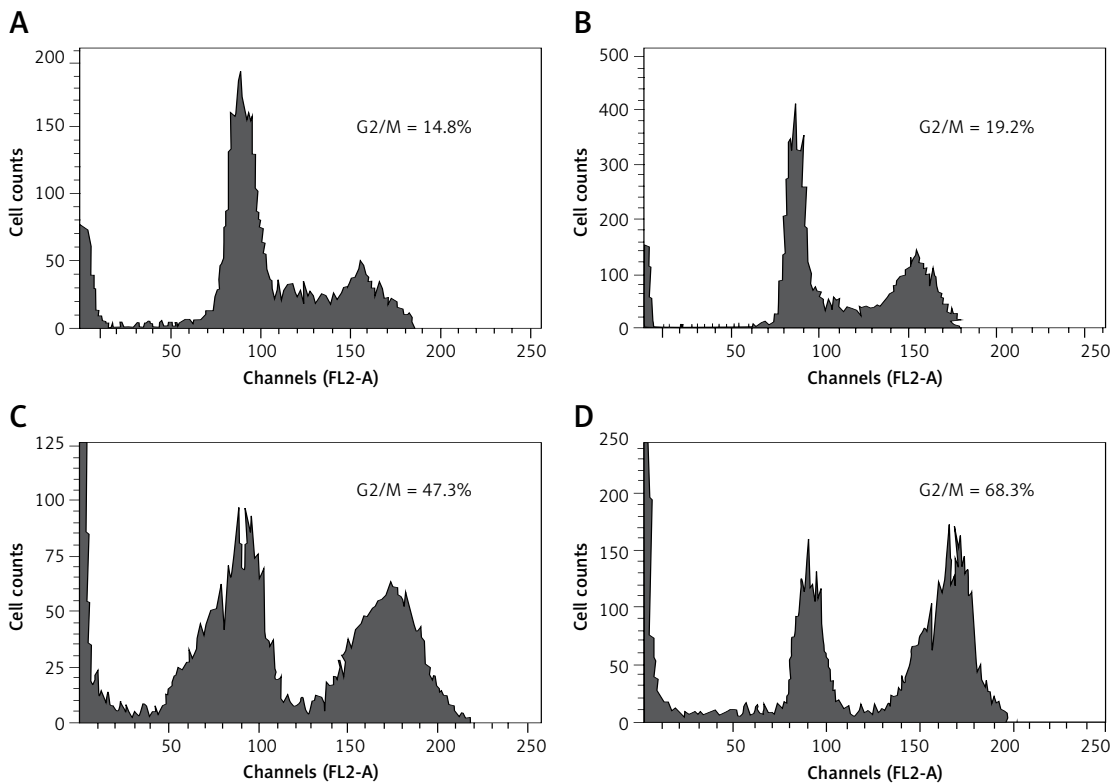 A
B
200
150
100
50
0
Cell counts
G2/M = 14.8%
50
100
150
200
250
Channels (FL2-A)
500
400
300
200
100
0
Cell counts
G2/M = 19.2%
50
100
150
200
250
Channels (FL2-A)
C
D
125
100
75
50
25
0
Cell counts
G2/M = 47.3%
50
100
150
200
250
Channels (FL2-A)
250
200
150
100
50
0
Cell counts
G2/M = 68.3%
50
100
150
200
250
Channels (FL2-A)